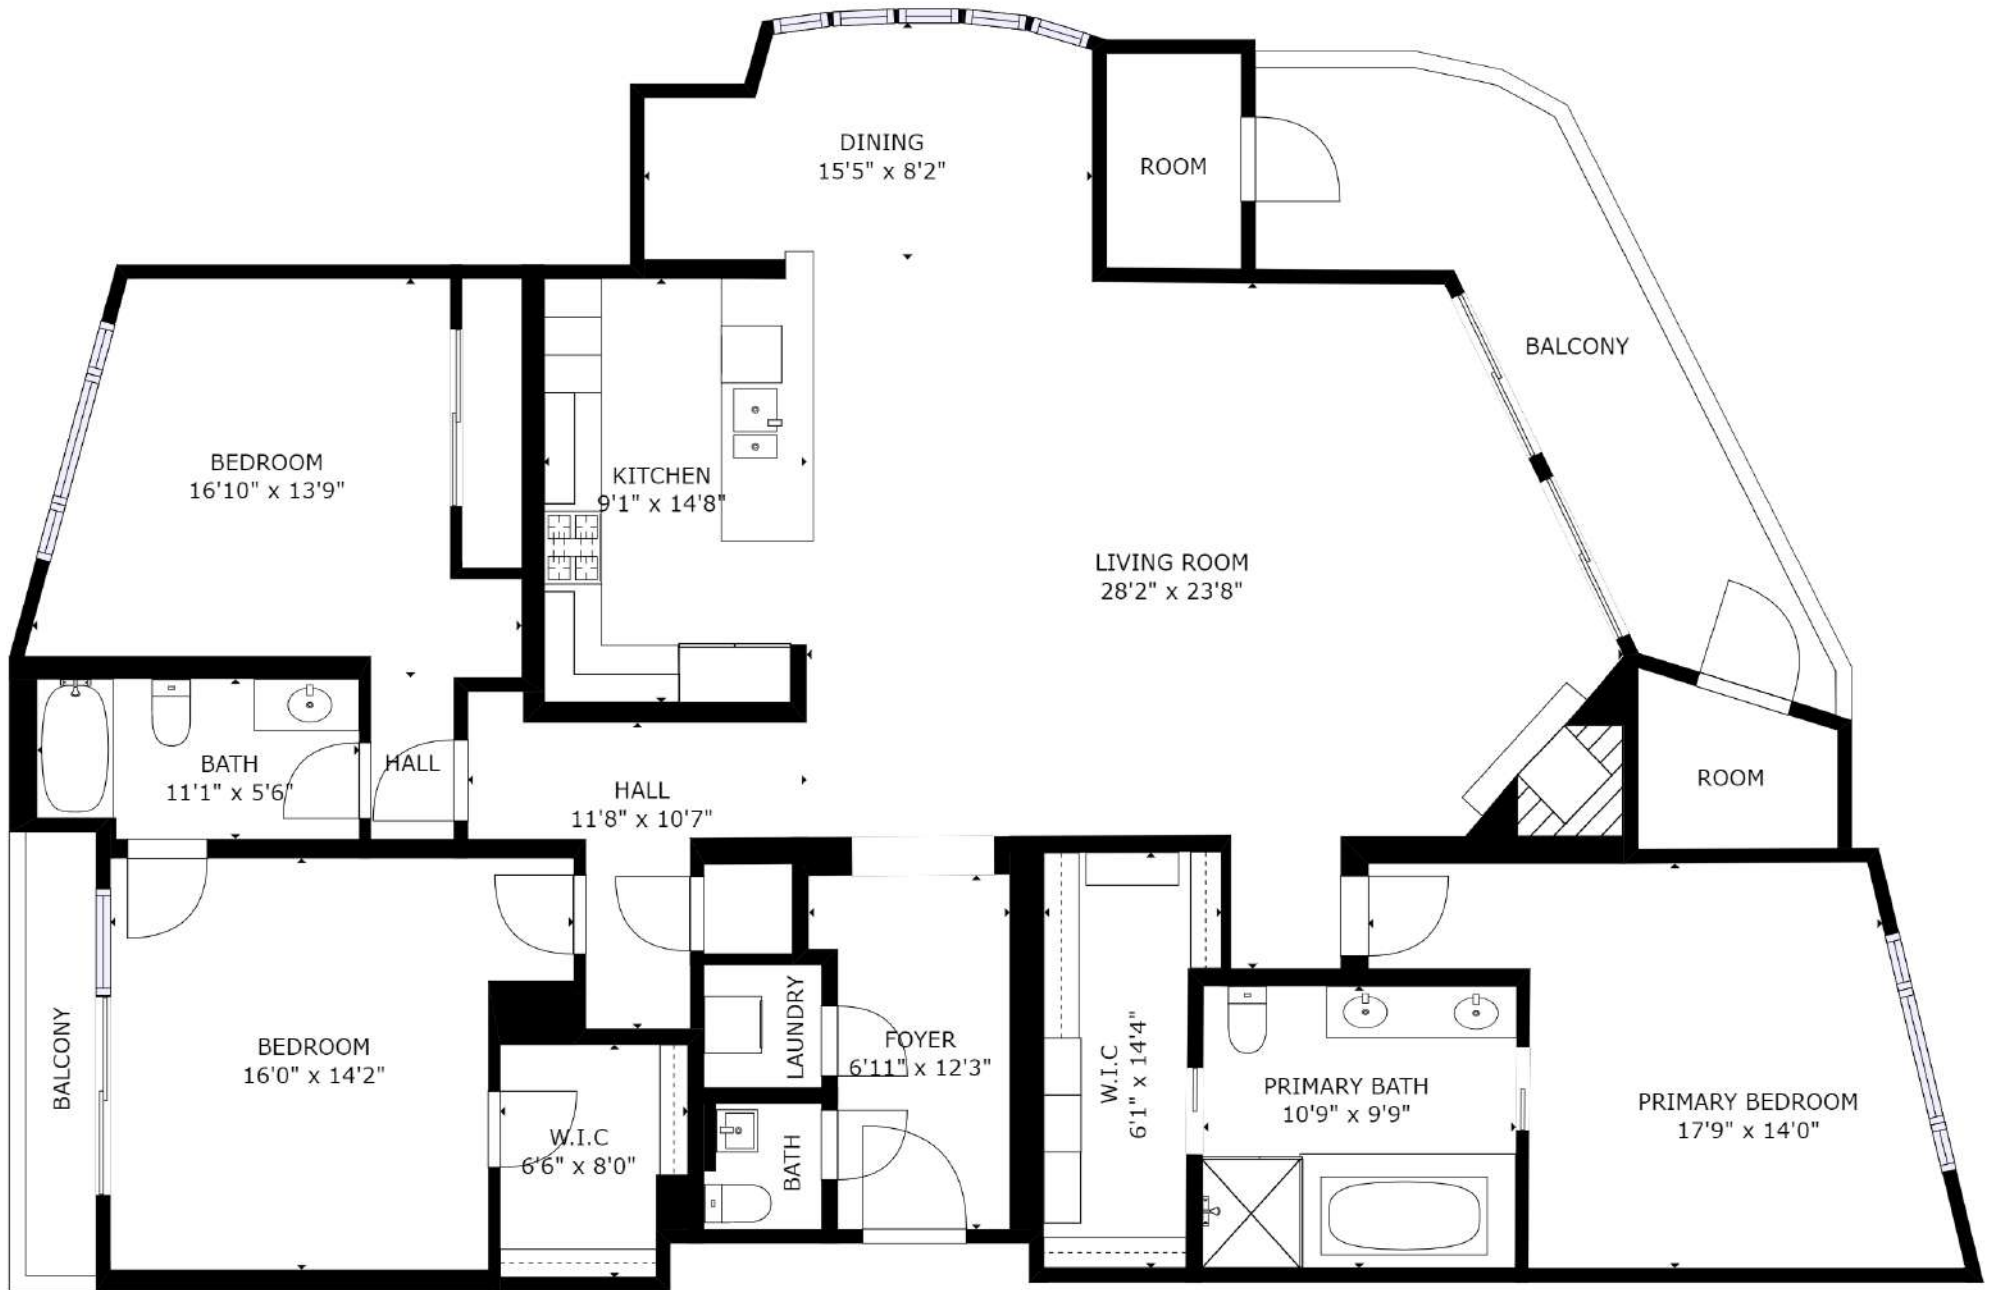 DINING
15'5" x 8'2"
ROOM
BALCONY
BEDROOM
16'10" x 13'9"
KITCHEN
9'1" x 14'8"
LIVING ROOM
28'2" x 23'8"
BATH
11'1" x 5'6"
HALL
HALL
11'8" x 10'7"
ROOM
BALCONY
BEDROOM
16'0" x 14'2"
W.I.C
6'6" x 8'0"
LAUNDRY
BATH
FOYER
6'11" x 12'3"
W.I.C
6'1" x 14'4"
PRIMARY BATH
10'9" x 9'9"
PRIMARY BEDROOM
17'9" x 14'0"